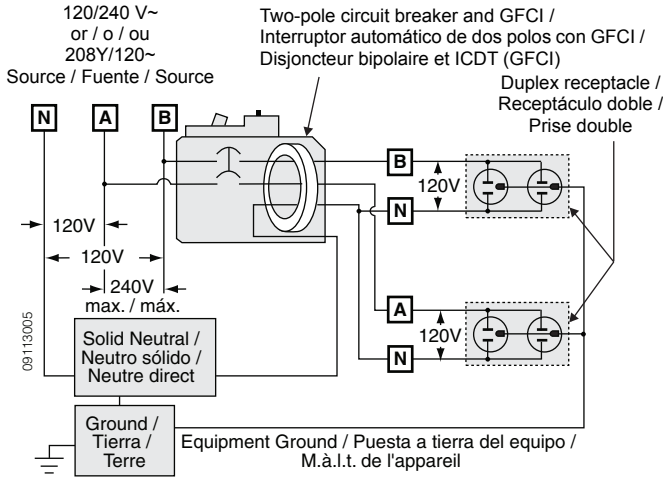 120/240 V~
or / o / ou
208Y/120~
Source / Fuente / Source
Two-pole circuit breaker and GFCI /
Interruptor automático de dos polos con GFCI /
Disjoncteur bipolaire et ICDT (GFCI)
Duplex receptacle /
Receptáculo doble /
Prise double
N
A
B
B
120V
N
120V
120V
240V
max. / máx.
A
120V
N
09113005
Solid Neutral /
Neutro sólido /
Neutre direct
Ground /
Tierra /
Terre
Equipment Ground / Puesta a tierra del equipo /
M.à.l.t. de l'appareil